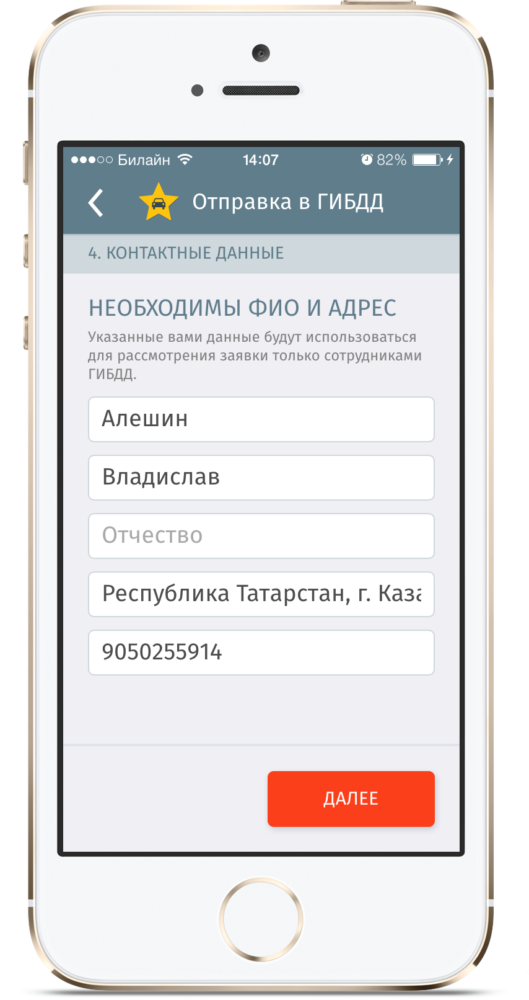 Билайн 14:07 82%
Отправка в ГИБДД
4. КОНТАКТНЫЕ ДАННЫЕ
НЕОБХОДИМЫ ФИО И АДРЕС
Указанные вами данные будут использоваться
для рассмотрения заявки только сотрудниками
ГИБДД.
Алешин
Владислав
Отчество
Республика Татарстан, г. Каза
9050255914
ДАЛЕЕ